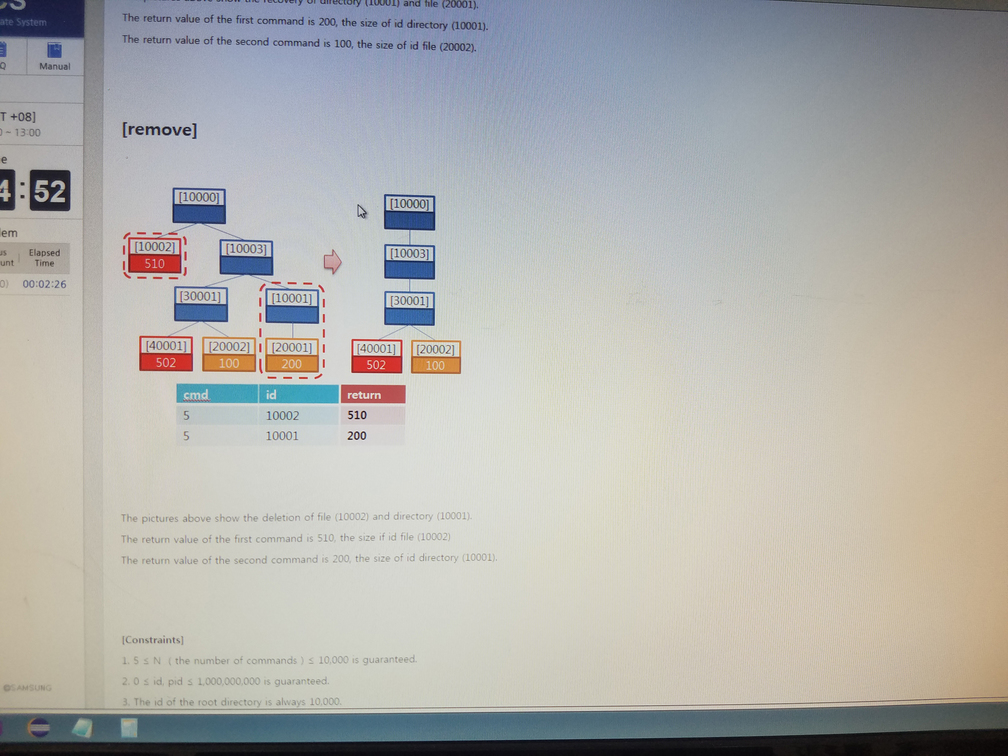 cs
ate System
Q
Manual
T +08]
0 ~ 13:00
e
4:52
lem
us
unt
Elapsed
Time
0)
00:02:26
@SAMSUNG
above show the recovery of directory (10001) and file (20001).
The return value of the first command is 200, the size of id directory (10001).
The return value of the second command is 100, the size of id file (20002).
[remove]
[10000]
[10002]
510
[10003]
[30001]
[10001]
[40001]
502
[20002]
100
[20001]
200
[10000]
[10003]
[30001]
[40001]
502
[20002]
100
cmd id return
5 10002 510
5 10001 200
The pictures above show the deletion of file (10002) and directory (10001).
The return value of the first command is 510, the size if id file (10002)
The return value of the second command is 200, the size of id directory (10001).
[Constraints]
1. 5 ≤ N ( the number of commands ) ≤ 10,000 is guaranteed.
2. 0 ≤ id, pid ≤ 1,000,000,000 is guaranteed.
3. The id of the root directory is always 10,000.